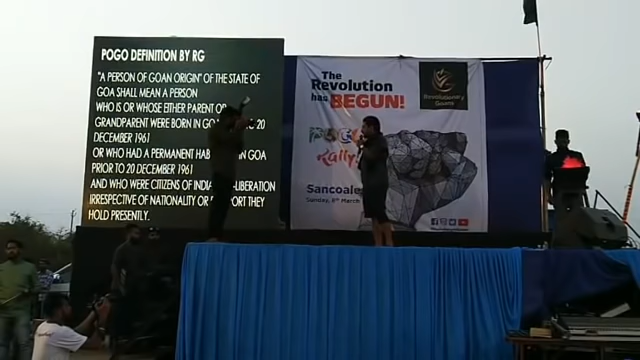 POGO DEFINITION BY RG
"A PERSON OF GOAN ORIGIN" OF THE STATE OF
GOA SHALL MEAN A PERSON
WHO IS OR WHOSE EITHER PARENT
GRANDPARENT WERE BORN IN 20
DECEMBER 1961
OR WHO HAD A PERMANENT IN GOA
PRIOR TO 20 DECEMBER 1961
AND WHO WERE CITIZENS OF
IRRESPECTIVE OF NATIONALITY OR THEY
HOLD PRESENTLY.
The
Revolution
has BEGUN!
Revolutionary
Goans
POGO
rally
Sancoale
Sunday, 8th March